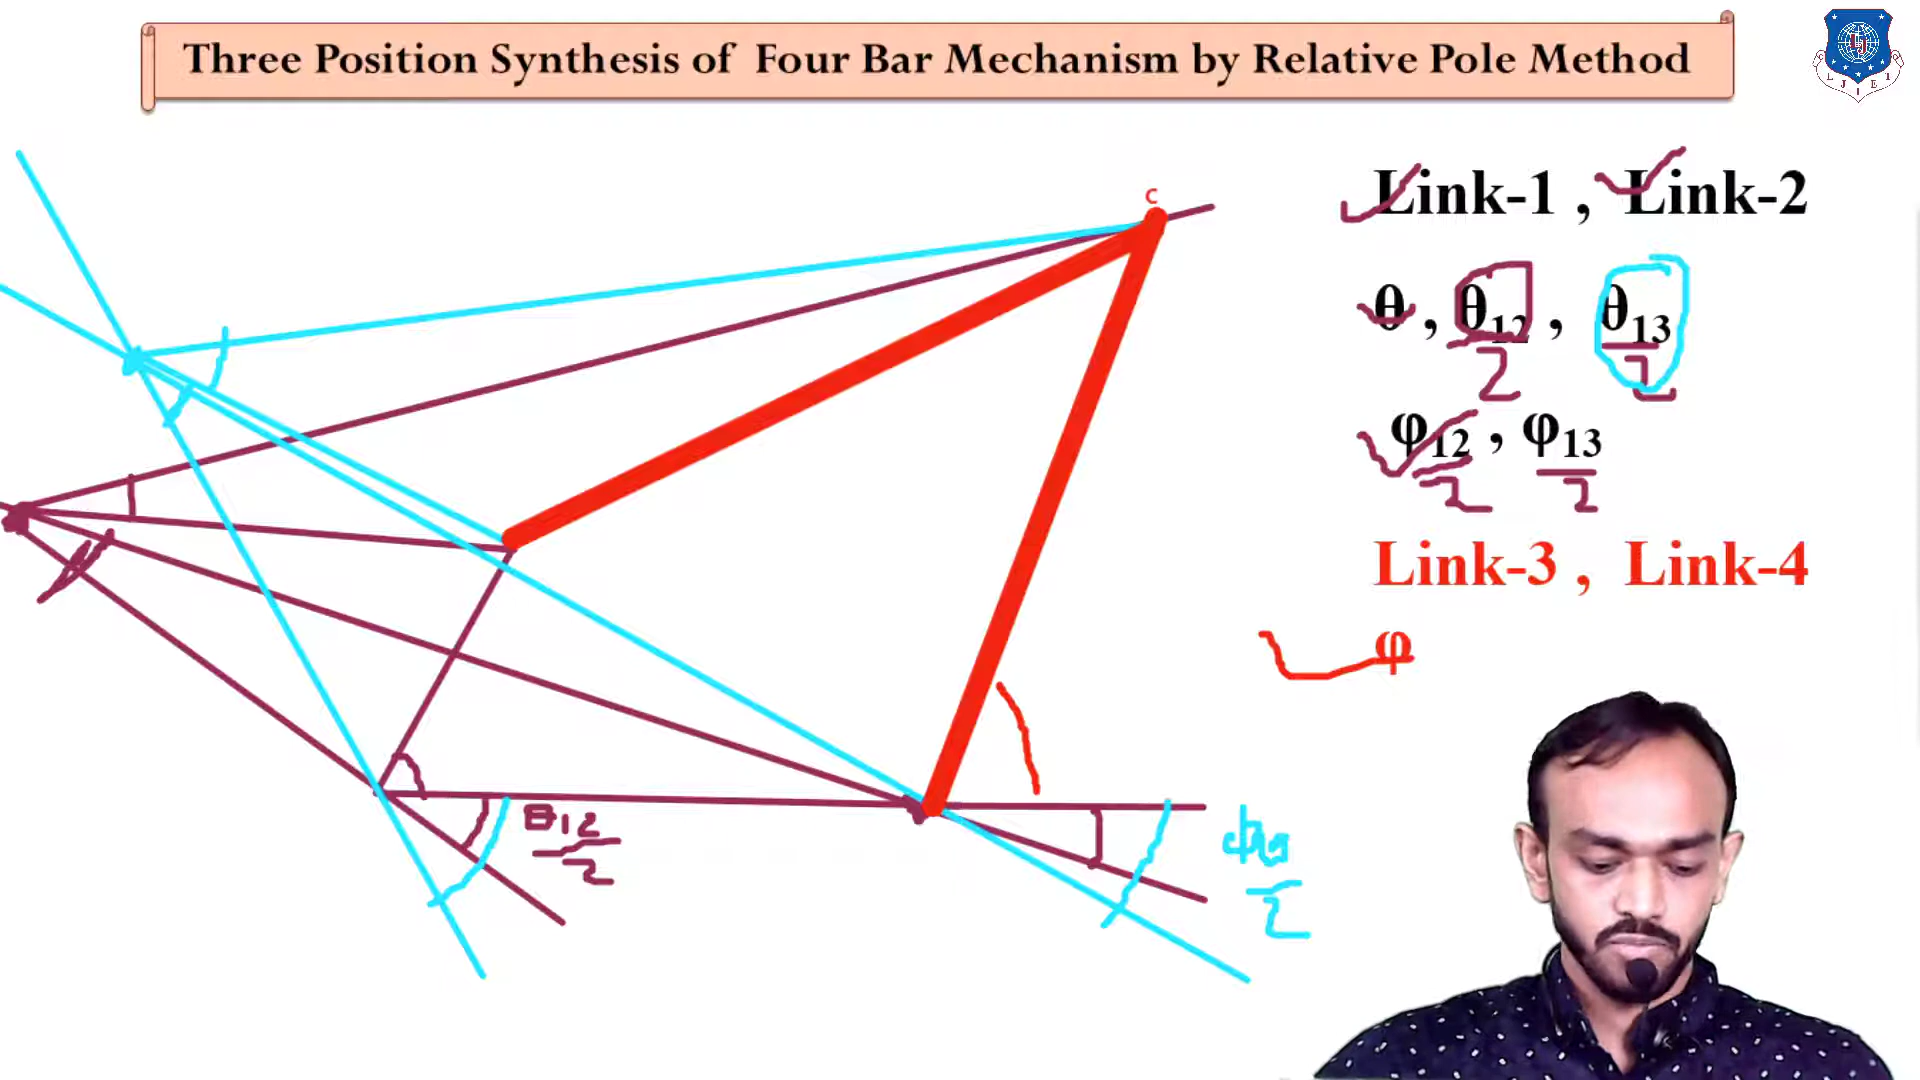 Three Position Synthesis of Four Bar Mechanism by Relative Pole Method
LJIET
C
Link-1 , Link-2
θ , θ12 , θ13
2 2
φ12 , φ13
2 2
Link-3 , Link-4
φ
θ12
2
2